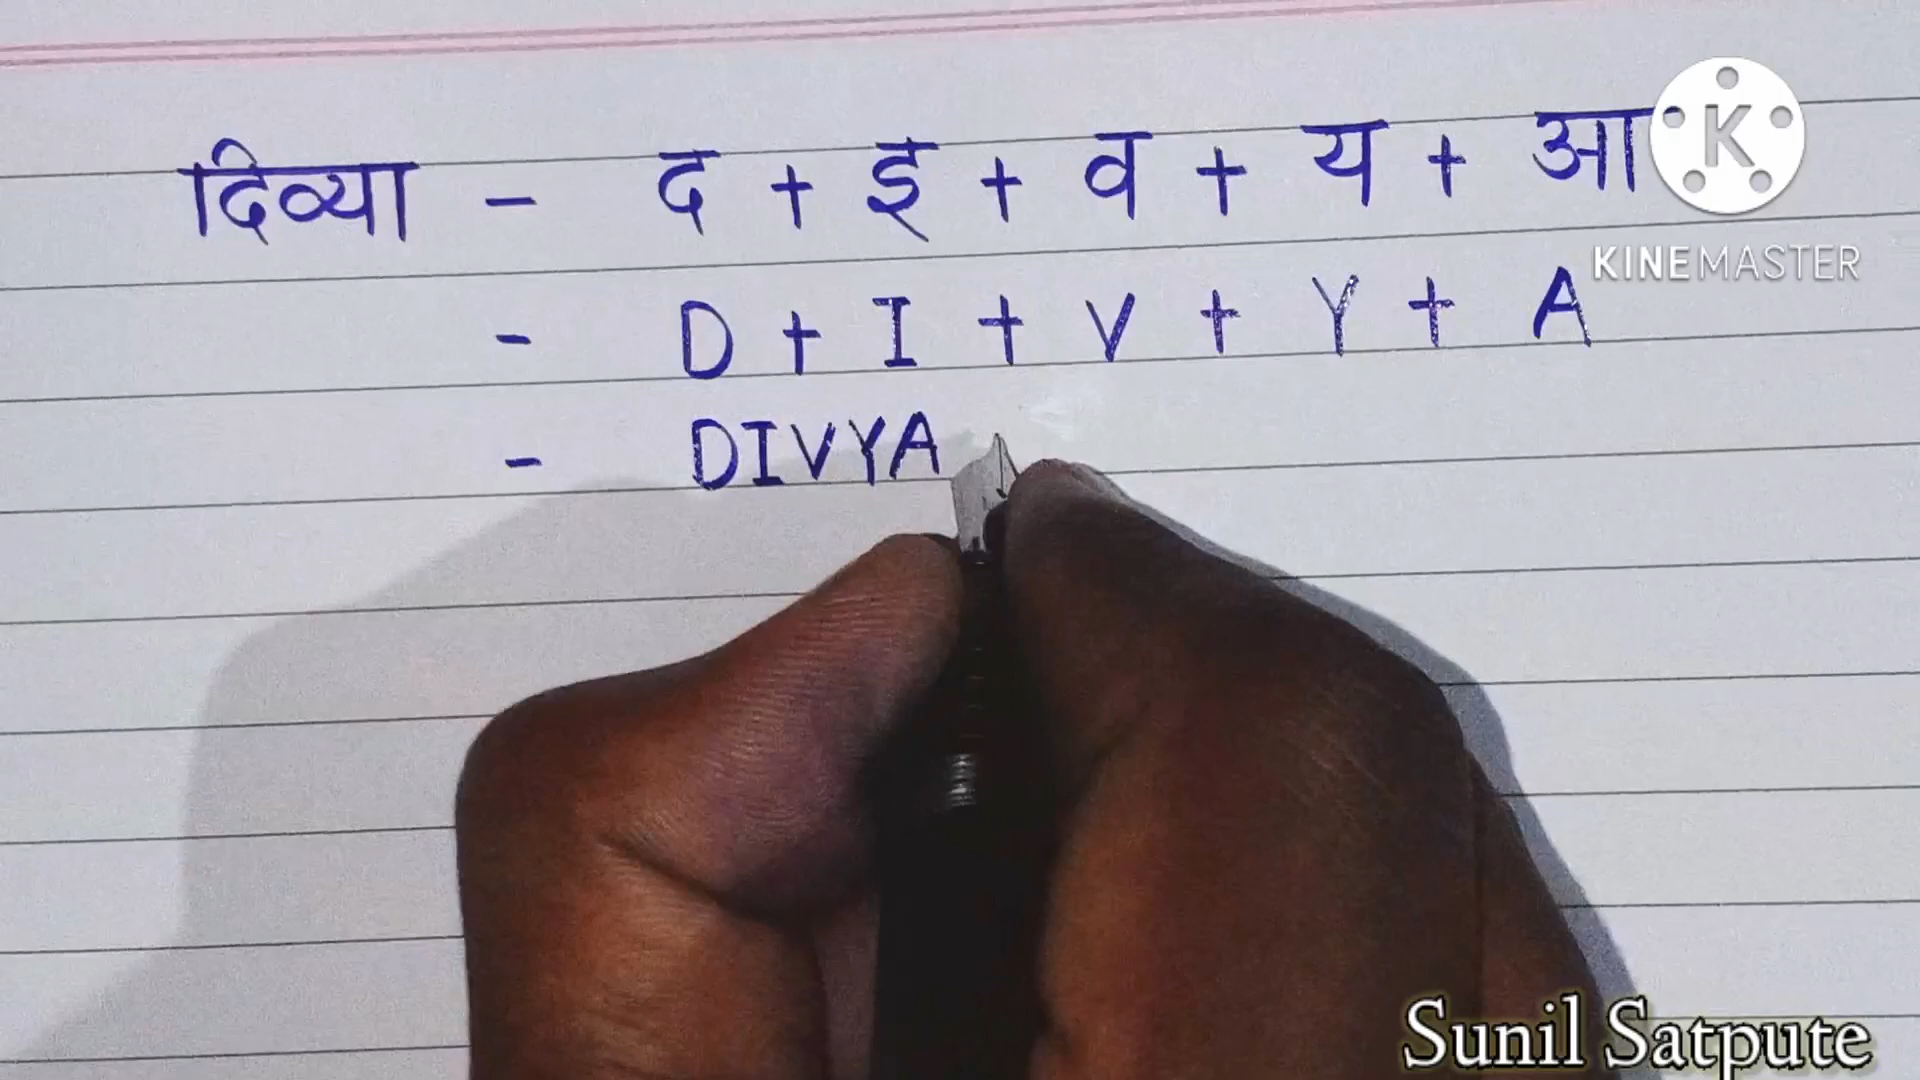 दिव्या - द + इ + व + य + आ
K
KINEMASTER
- D + I + V + Y + A
- DIVYA
Sunil Satpute